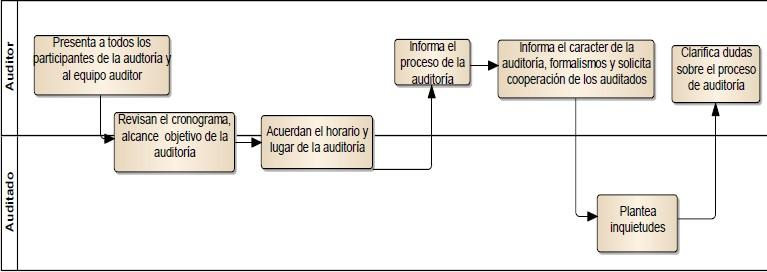 Auditor
Presenta a todos los
participantes de la autoría y
al equipo auditor
Revisan el cronograma,
alcance objetivo de la
auditoría
Acuerdan el horario y
lugar de la auditoría
Informa el
proceso de la
auditoría
Informa el caracter de la
auditoría, formalismos y solicita
cooperación de los auditados
Clarifica dudas
sobre el proceso
de auditoría
Auditado
Plantea
inquietudes